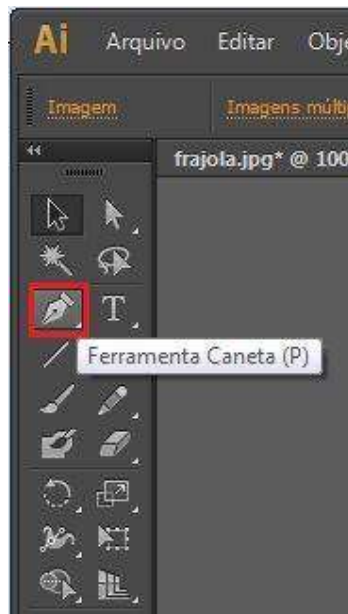 Ai Arquivo Editar Obje
Imagem Imagens múlti
frajola.jpg* @ 100
T
Ferramenta Caneta (P)